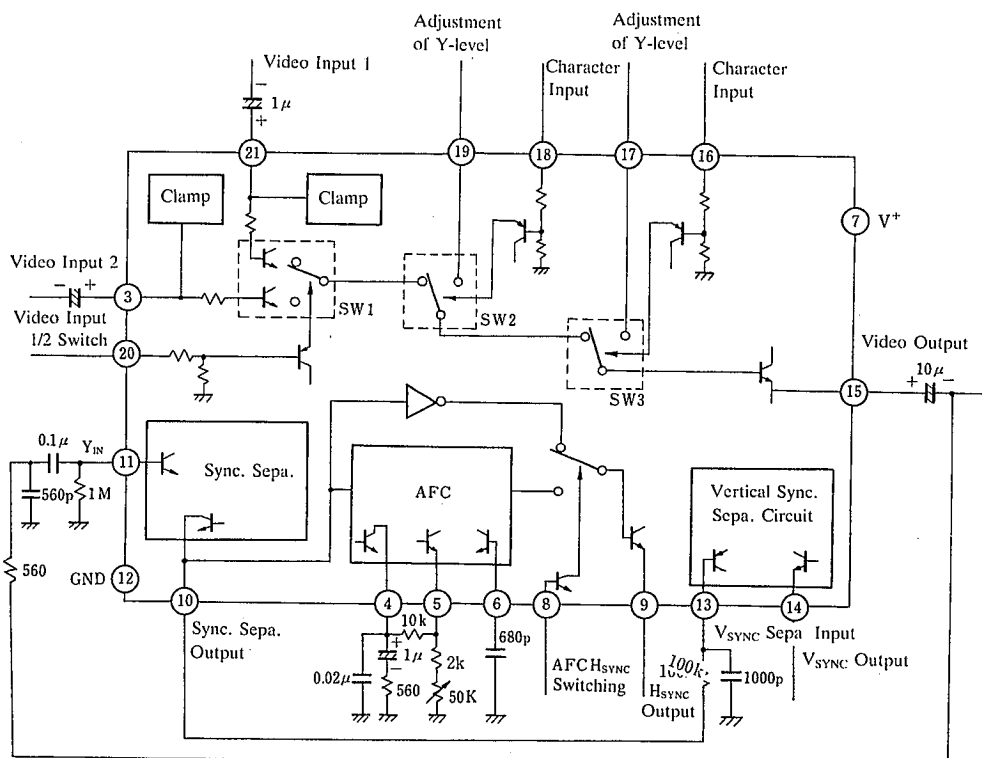 Adjustment
of Y-level
Adjustment
of Y-level
Video Input 1
Character
Input
Character
Input
−
1μ
+
21
19
18
17
16
Clamp
Clamp
7
V+
Video Input 2
− +
3
SW1
SW2
Video Input
1/2 Switch
20
SW3
Video Output
10μ
+ −
15
0.1μ
YIN
11
Sync. Sepa.
AFC
Vertical Sync.
Sepa. Circuit
560p
1M
560
GND
12
10
4
5
6
8
9
13
14
Sync. Sepa.
Output
10k
+
1μ
−
0.02μ
560
2k
50K
680p
AFCHSYNC
Switching
HSYNC
Output
VSYNC Sepa Input
VSYNC Output
100k
1000p